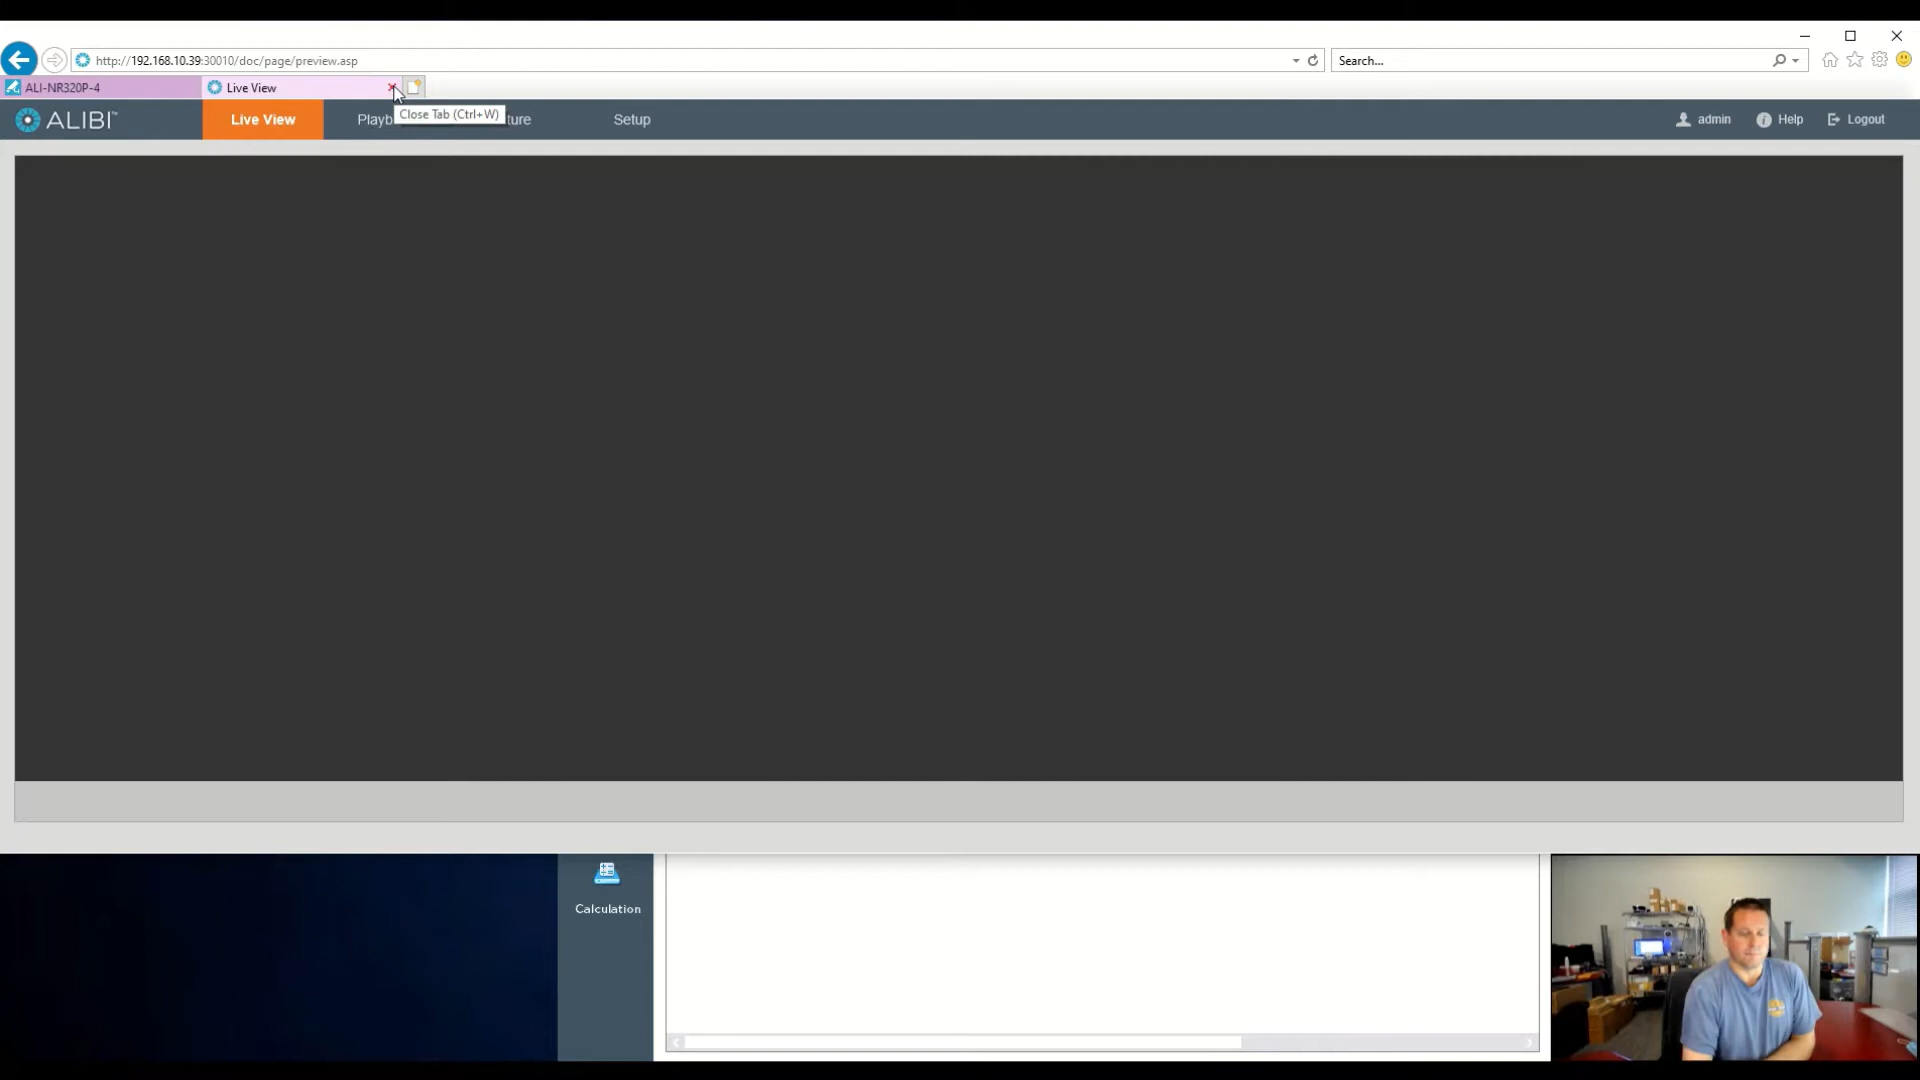 http://192.168.10.39:30010/doc/page/preview.asp
Search...
ALI-NR320P-4
Live View
Close Tab (Ctrl+W)
ALIBI™
Live View
Playb
ture
Setup
admin
Help
Logout
Calculation